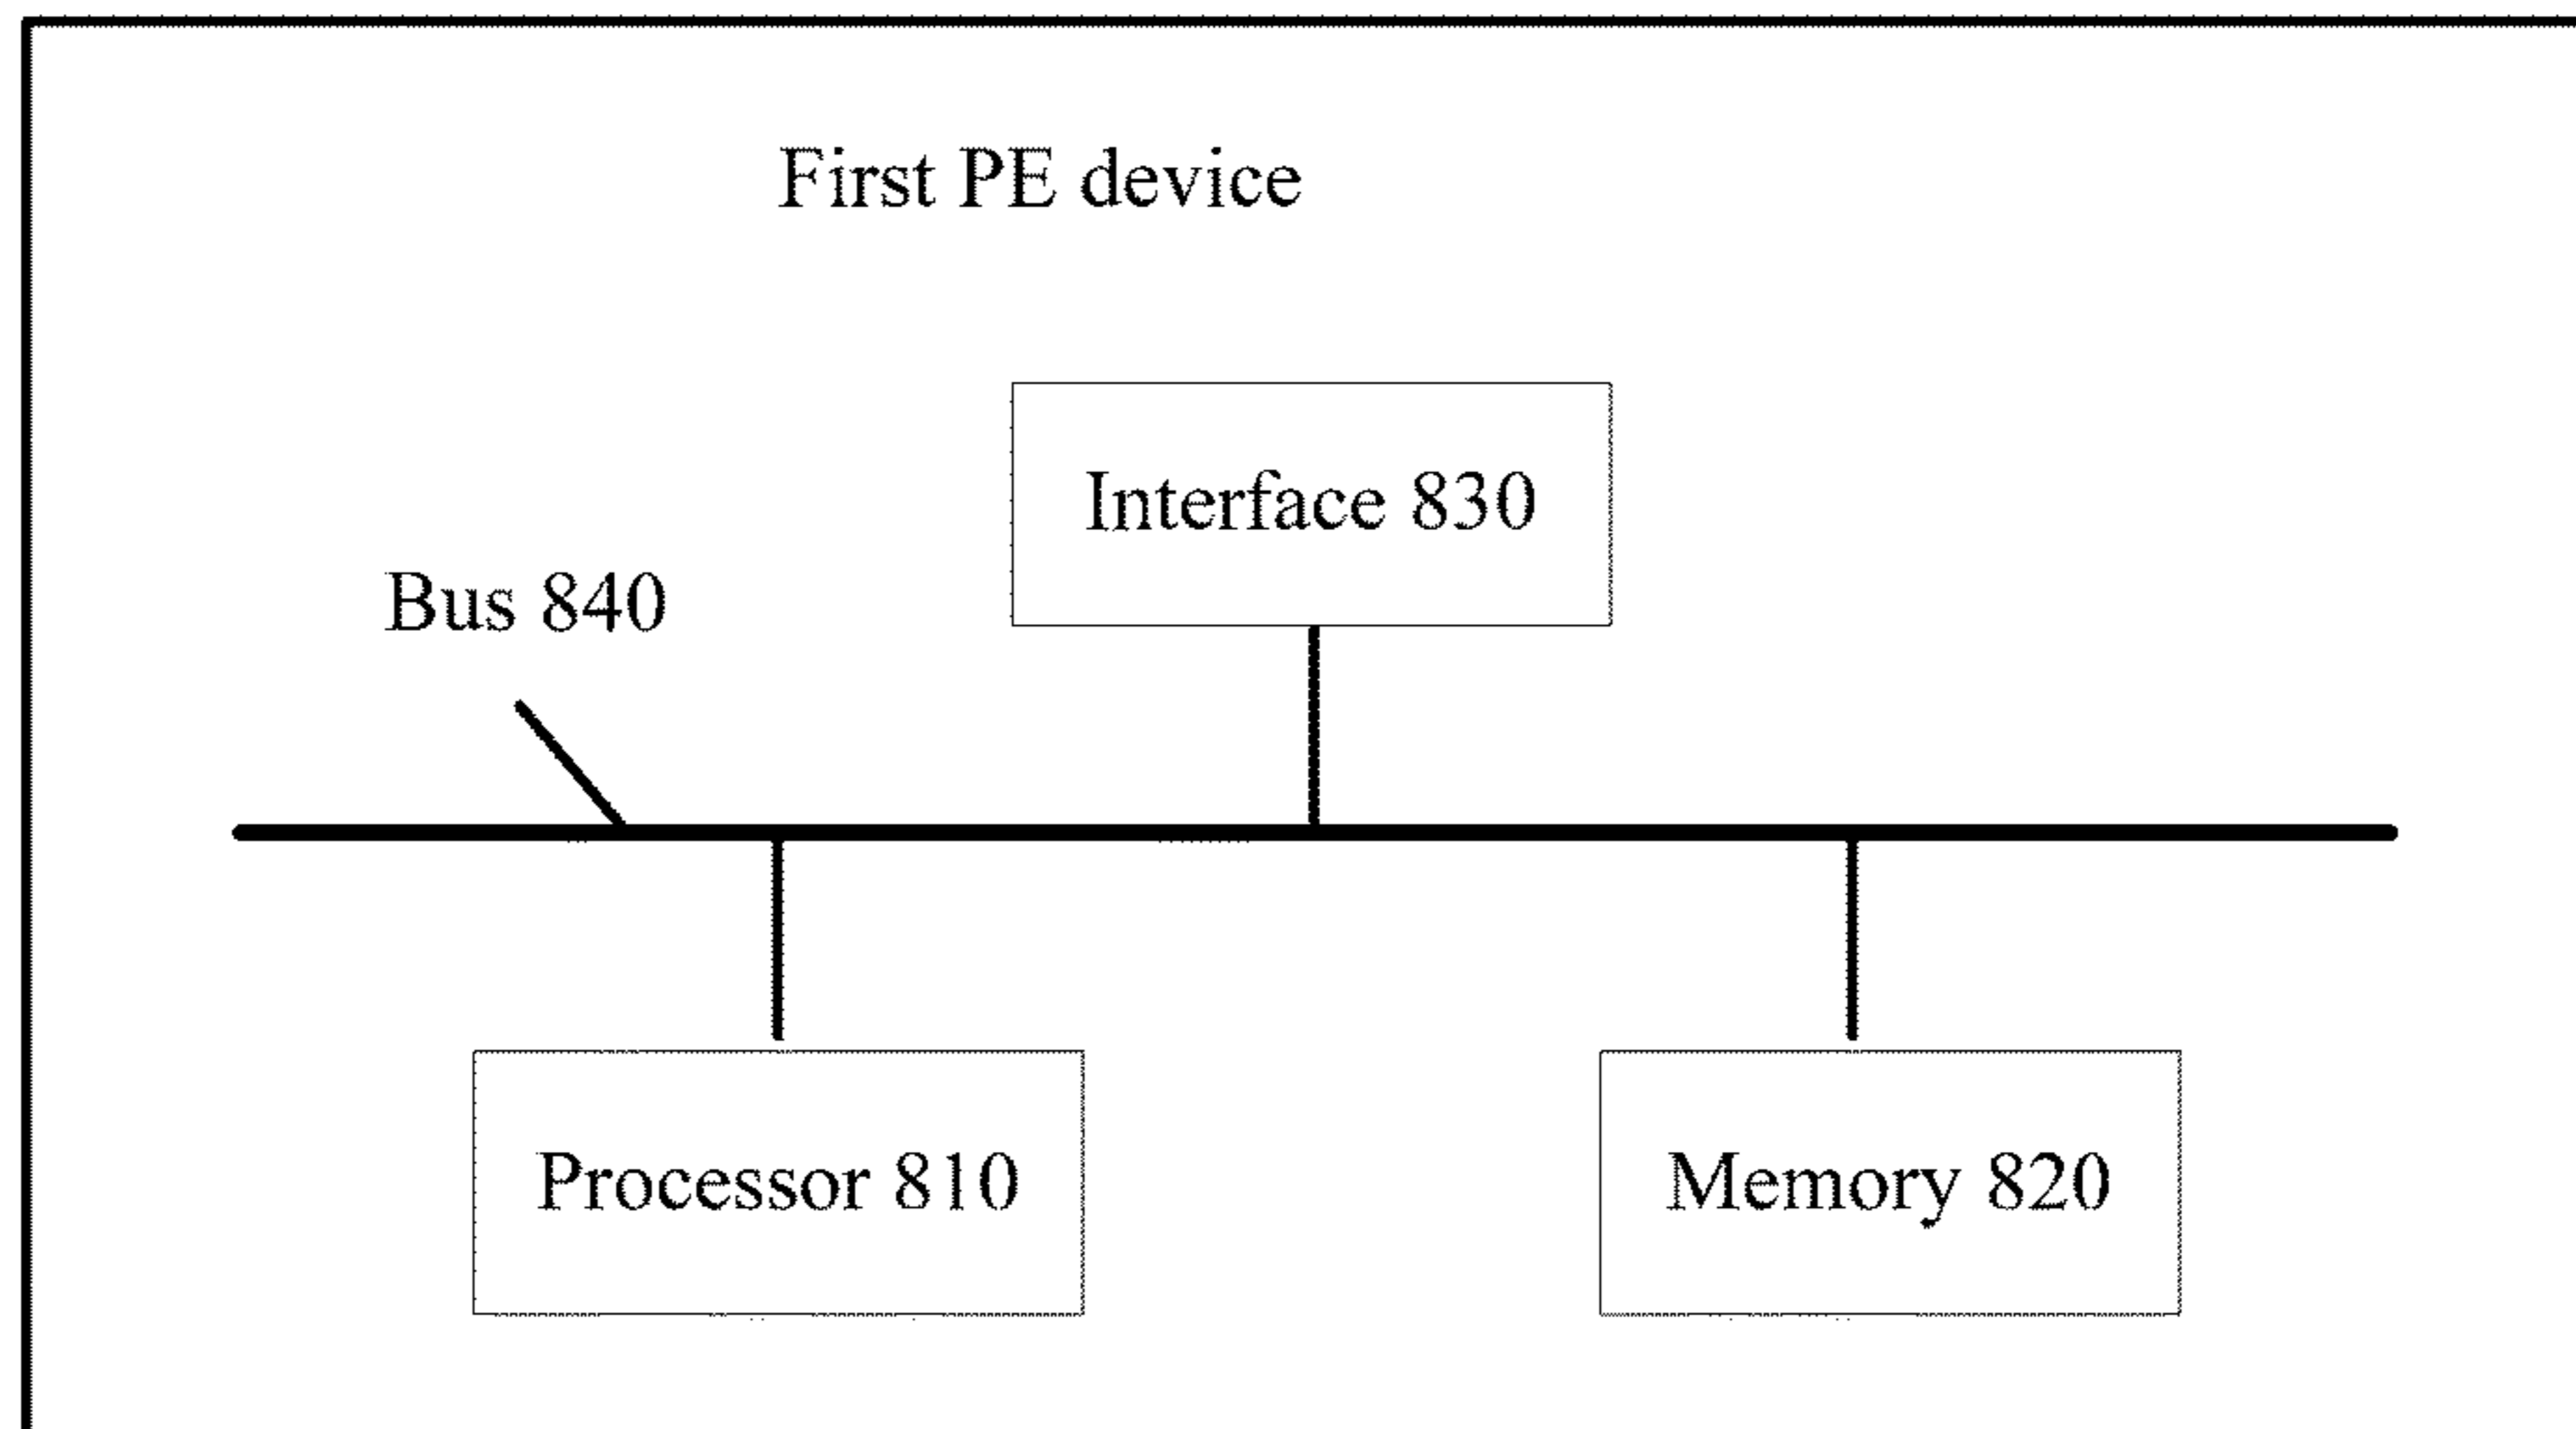 First PE device
Interface 830
Bus 840
Processor 810
Memory 820